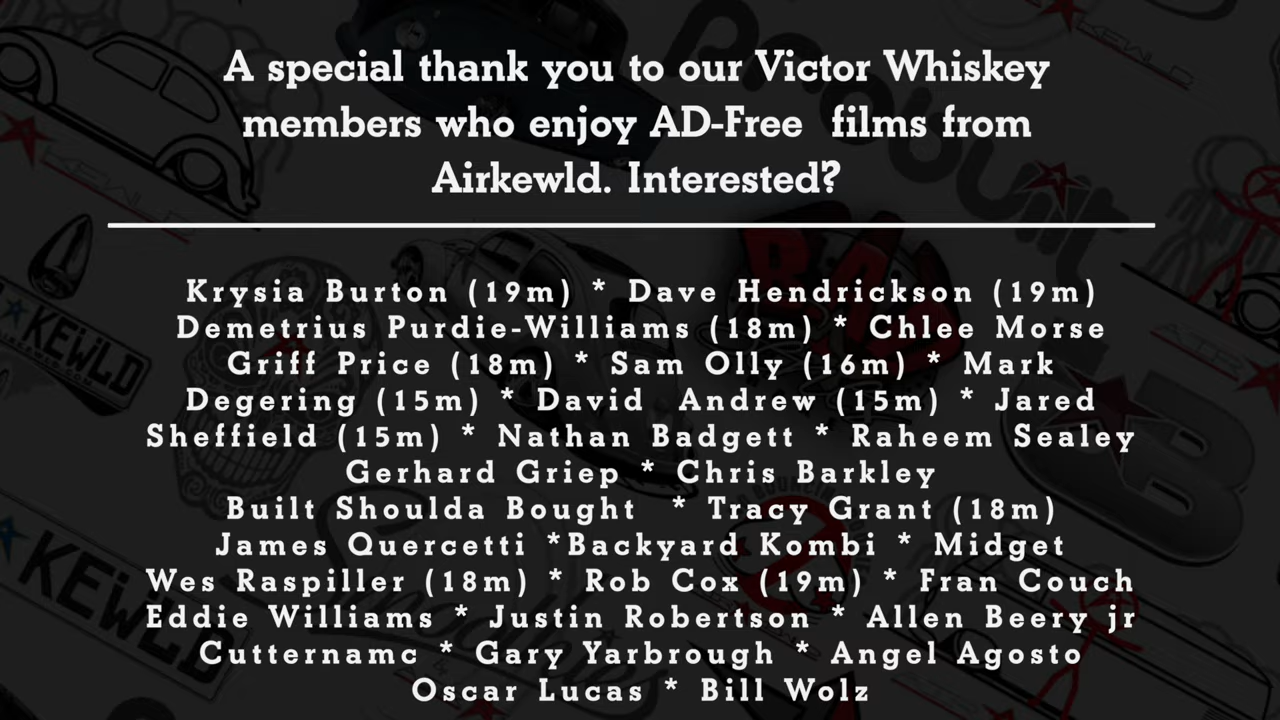 A special thank you to our Victor Whiskey
members who enjoy AD-Free films from
Airkewld. Interested?
Krysia Burton (19m) * Dave Hendrickson (19m)
Demetrius Purdie-Williams (18m) * Chlee Morse
Griff Price (18m) * Sam Olly (16m) * Mark
Degering (15m) * David Andrew (15m) * Jared
Sheffield (15m) * Nathan Badgett * Raheem Sealey
Gerhard Griep * Chris Barkley
Built Shoulda Bought * Tracy Grant (18m)
James Quercetti *Backyard Kombi * Midget
Wes Raspiller (18m) * Rob Cox (19m) * Fran Couch
Eddie Williams * Justin Robertson * Allen Beery jr
Cutternamc * Gary Yarbrough * Angel Agosto
Oscar Lucas * Bill Wolz
KEWLD
KEWLD